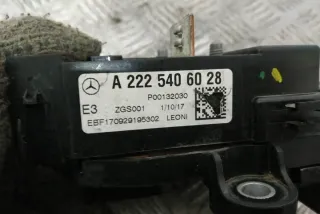 A 222 540 60 28
P00132030
E3 ZGS001 1/10/17
EBF170929195302 LEONI